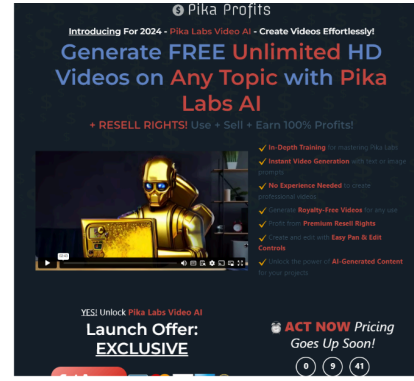 Pika Profits
Introducing For 2024 - Pika Labs Video AI - Create Videos Effortlessly!
Generate FREE Unlimited HD
Videos on Any Topic with Pika
Labs AI
+ RESELL RIGHTS! Use + Sell + Earn 100% Profits!
In-Depth Training for mastering Pika Labs
Instant Video Generation with text or image
prompts
No Experience Needed to create
professional videos
Generate Royalty-Free Videos for any use
Profit from Premium Resell Rights
Create and edit with Easy Pan & Edit
Controls
Unlock the power of AI-Generated Content
for your projects
YES! Unlock Pika Labs Video AI
Launch Offer:
EXCLUSIVE
ACT NOW Pricing
Goes Up Soon!
0 9 41